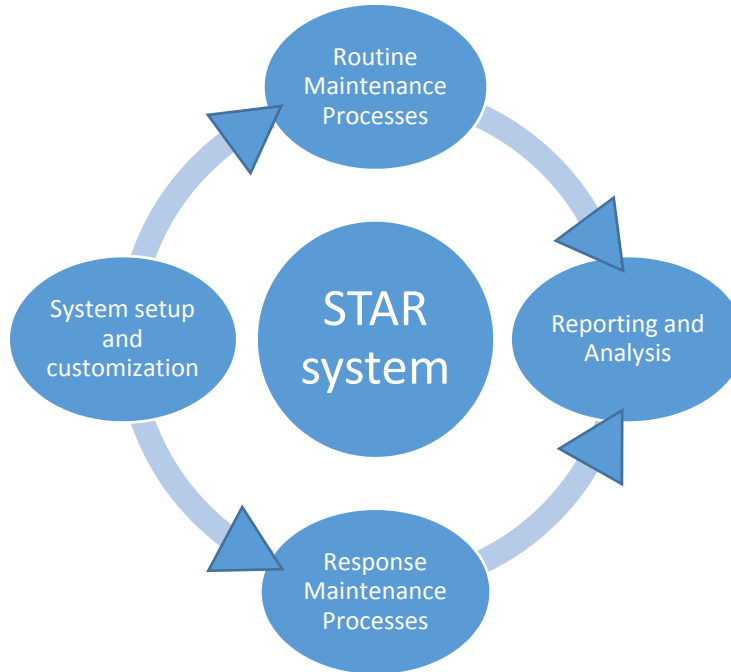 Routine
Maintenance
Processes
System setup
and
customization
STAR
system
Reporting and
Analysis
Response
Maintenance
Processes